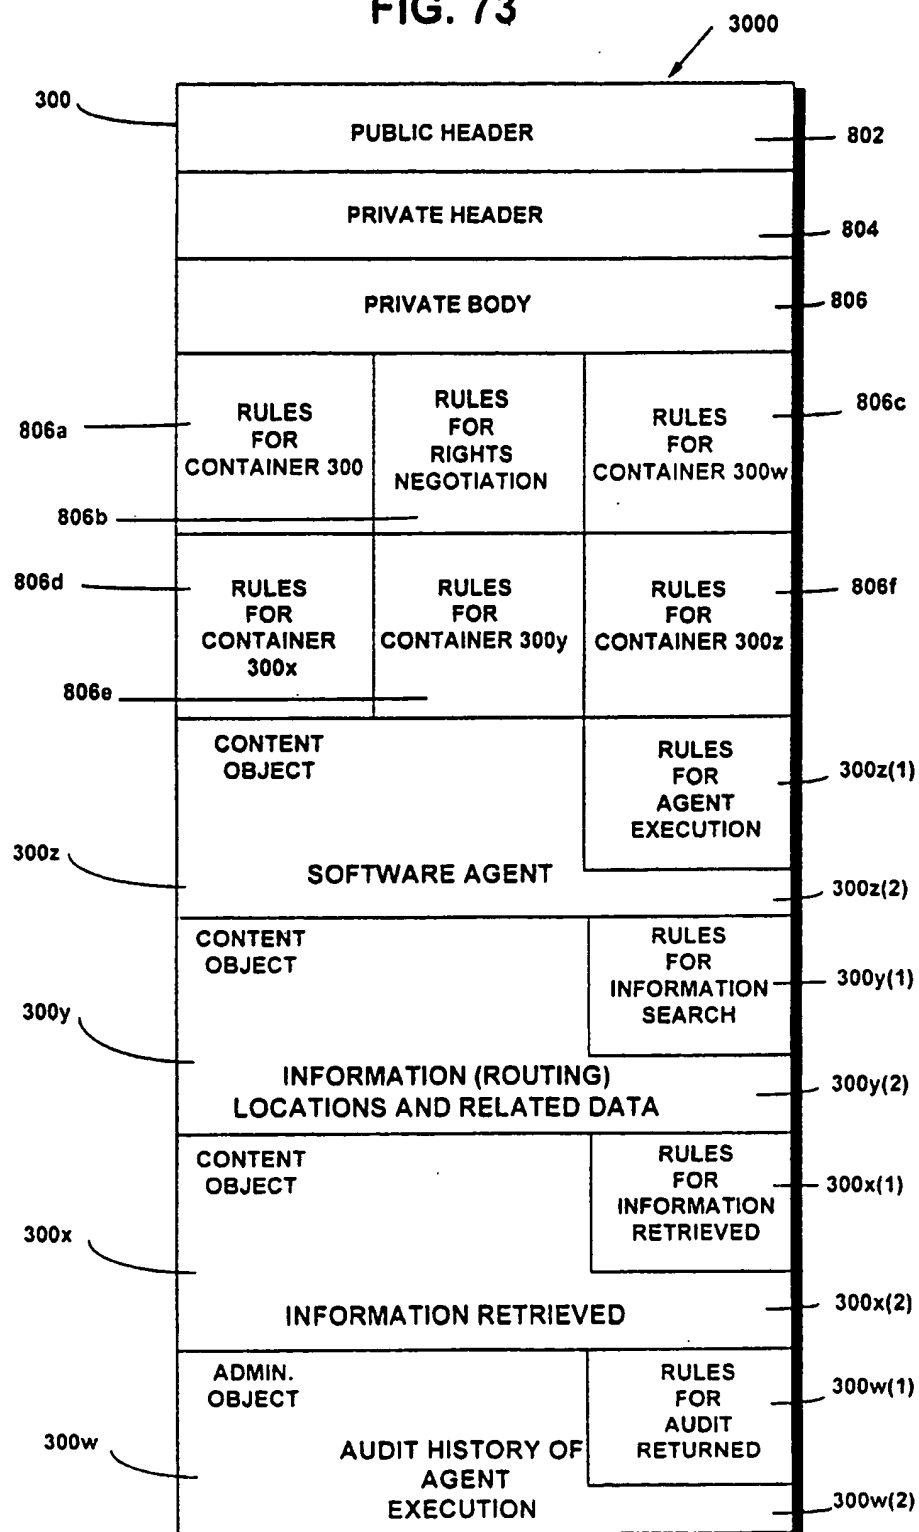 FIG. 73
3000
300
PUBLIC HEADER
802
PRIVATE HEADER
804
PRIVATE BODY
806
806a
RULES
FOR
CONTAINER 300
806b
RULES
FOR
RIGHTS
NEGOTIATION
RULES
FOR
CONTAINER 300w
806c
806d
RULES
FOR
CONTAINER
300x
806e
RULES
FOR
CONTAINER 300y
RULES
FOR
CONTAINER 300z
806f
CONTENT
OBJECT
RULES
FOR
AGENT
EXECUTION
300z(1)
300z
SOFTWARE AGENT
300z(2)
CONTENT
OBJECT
RULES
FOR
INFORMATION
SEARCH
300y(1)
300y
INFORMATION (ROUTING)
LOCATIONS AND RELATED DATA
300y(2)
CONTENT
OBJECT
RULES
FOR
INFORMATION
RETRIEVED
300x(1)
300x
INFORMATION RETRIEVED
300x(2)
ADMIN.
OBJECT
RULES
FOR
AUDIT
RETURNED
300w(1)
300w
AUDIT HISTORY OF
AGENT
EXECUTION
300w(2)